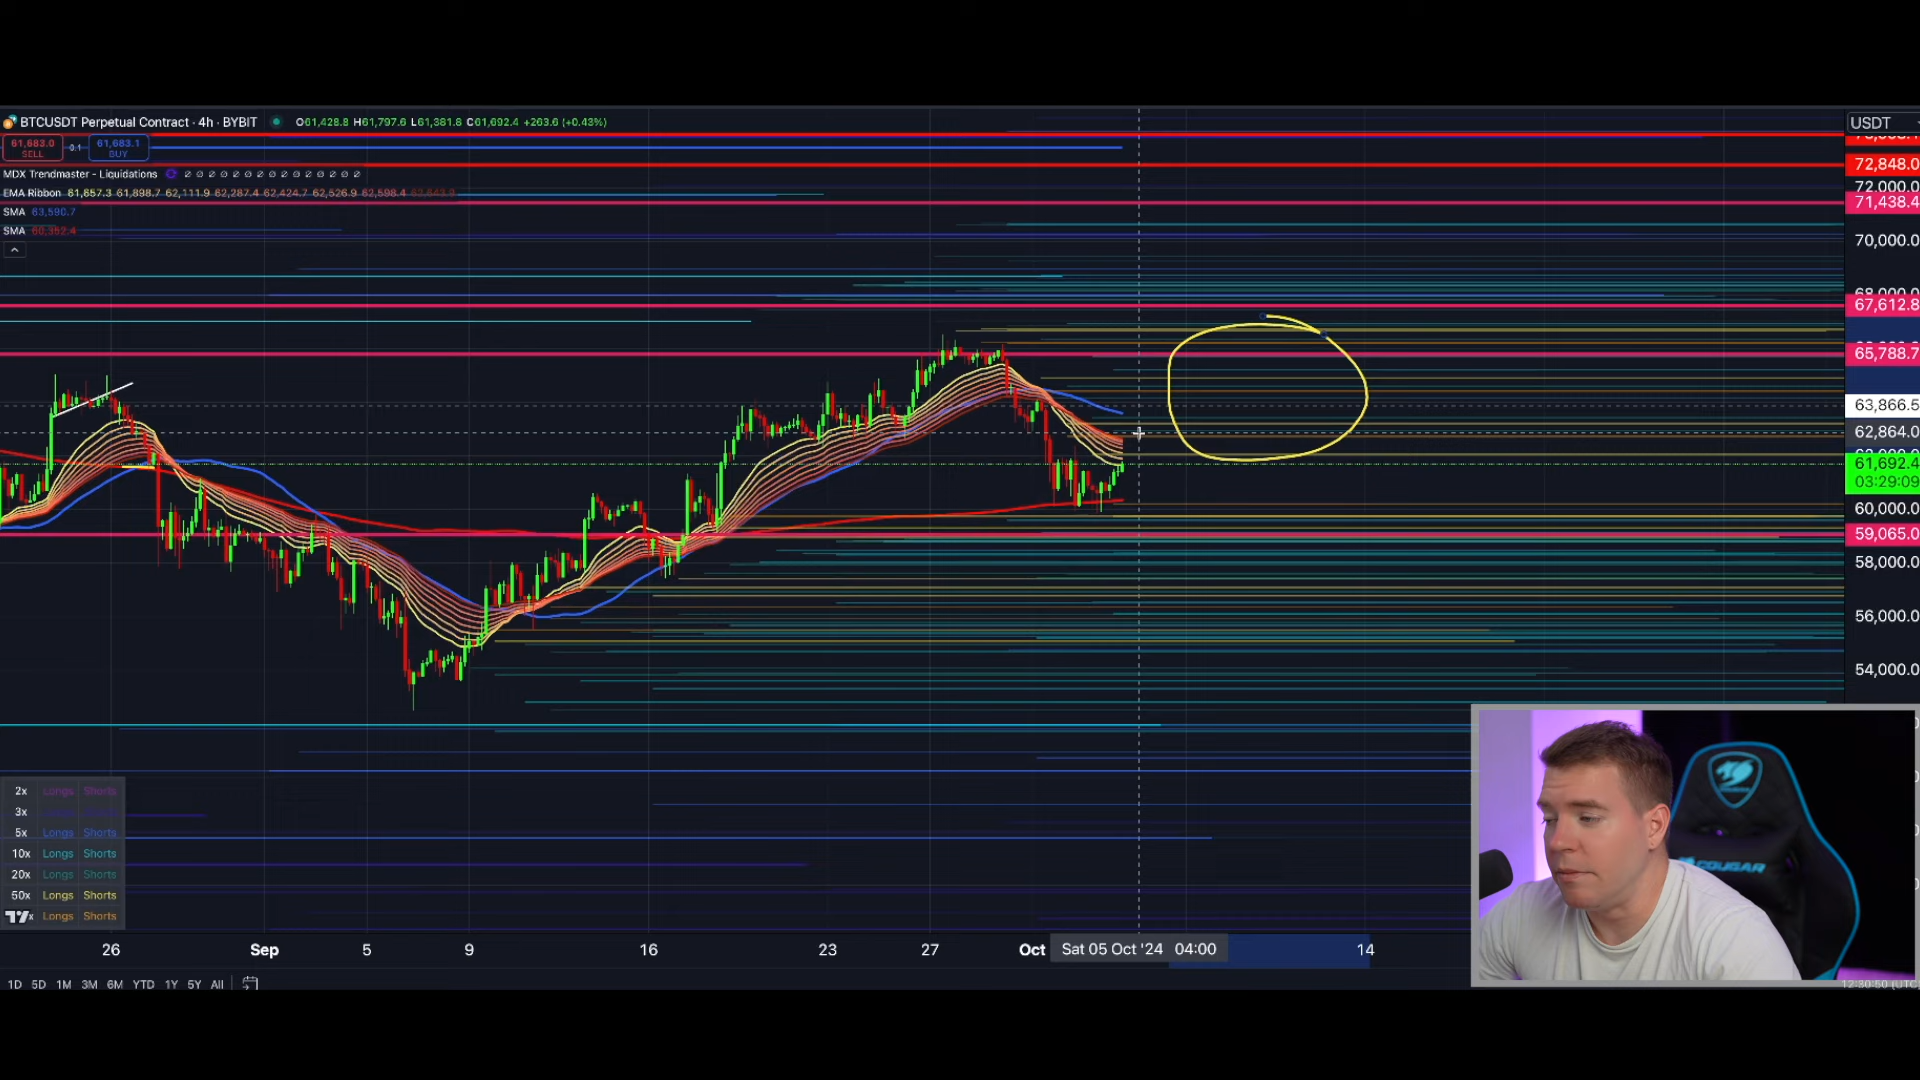 BTCUSDT Perpetual Contract · 4h · BYBIT O61,428.8 H61,797.6 L61,381.8 C61,692.4 +263.6 (+0.43%)
USDT
61,683.0 0.1 61,683.1
SELL BUY
MDX Trendmaster - Liquidations
EMA Ribbon 61,857.3 61,898.7 62,111.9 62,287.4 62,424.7 62,526.9 62,598.4 62,643.9
SMA 63,590.7
SMA 60,352.4
72,848.0
72,000.0
71,438.4
70,000.0
67,612.8
65,788.7
63,866.5
62,864.0
61,692.4
03:29:09
60,000.0
59,065.0
58,000.0
56,000.0
54,000.0
2x Longs Shorts
3x
5x Longs Shorts
10x Longs Shorts
20x Longs Shorts
50x Longs Shorts
Longs Shorts
COUGAR
26 Sep 5 9 16 23 27 Oct Sat 05 Oct '24 04:00 14
1D 5D 1M 3M 6M YTD 1Y 5Y All
12:30:50 (UTC